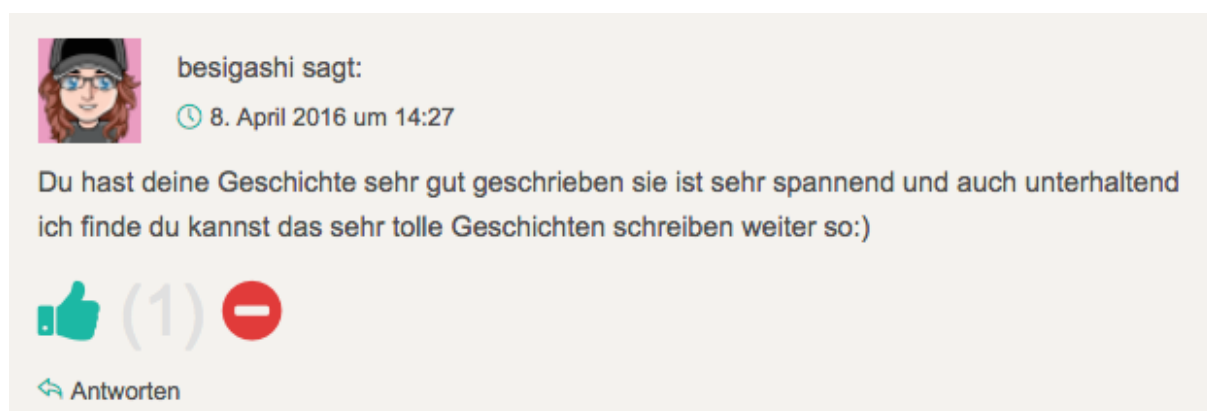 besigashi sagt:
8. April 2016 um 14:27
Du hast deine Geschichte sehr gut geschrieben sie ist sehr spannend und auch unterhaltend
ich finde du kannst das sehr tolle Geschichten schreiben weiter so:)
(1)
Antworten